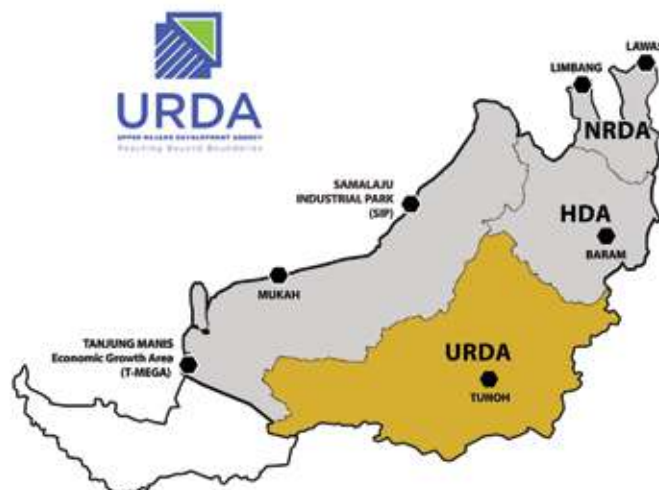 URDA
UPPER RAJANG DEVELOPMENT AGENCY
Reaching Beyond Boundaries
LAWAS
LIMBANG
NRDA
SAMALAJU
INDUSTRIAL PARK
(SIP)
HDA
BARAM
MUKAH
TANJUNG MANIS
Economic Growth Area
(T-MEGA)
URDA
TUNOH